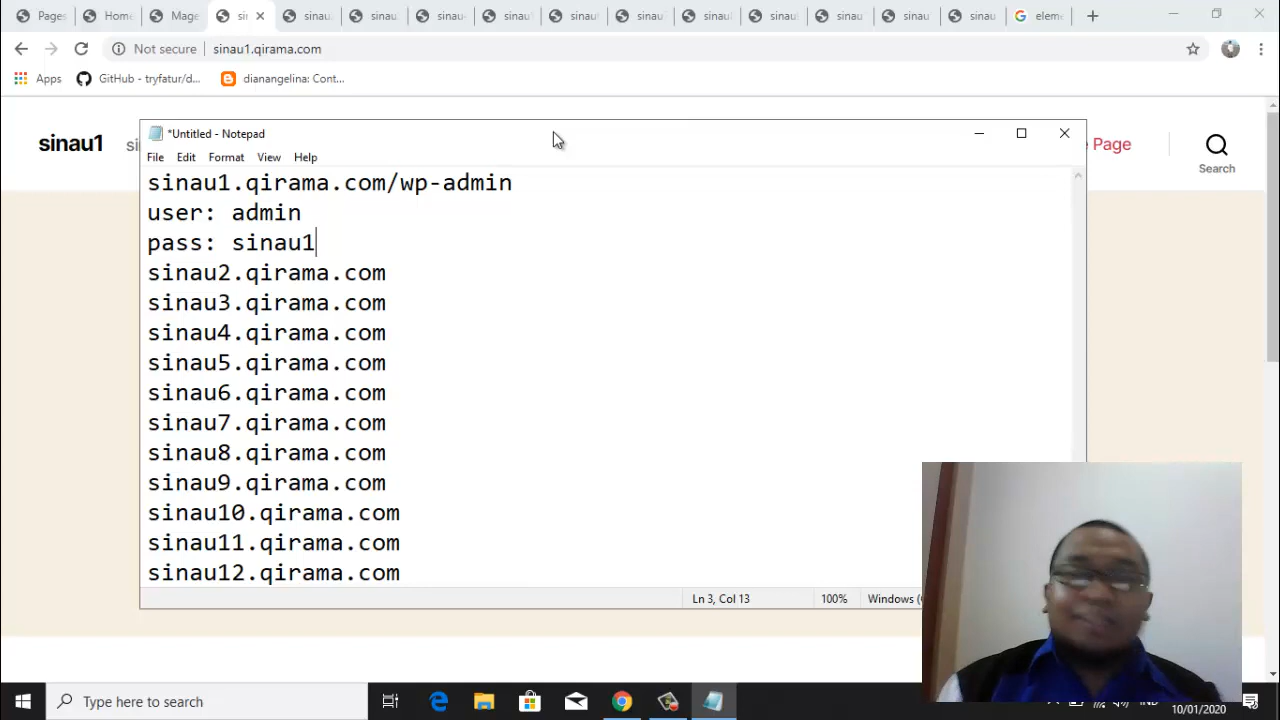 Pages
Home
Mage
sin
sinau
sinau
sinau
sinau
sinau
sinau
sinau
sinau
sinau
sinau
sinau
elem
Not secure
sinau1.qirama.com
Apps
GitHub - tryfatur/d...
dianangelina: Cont...
sinau1
si
Page
Search
*Untitled - Notepad
File Edit Format View Help
sinau1.qirama.com/wp-admin
user: admin
pass: sinau1
sinau2.qirama.com
sinau3.qirama.com
sinau4.qirama.com
sinau5.qirama.com
sinau6.qirama.com
sinau7.qirama.com
sinau8.qirama.com
sinau9.qirama.com
sinau10.qirama.com
sinau11.qirama.com
sinau12.qirama.com
Ln 3, Col 13
100%
Windows (
Type here to search
IND
10/01/2020